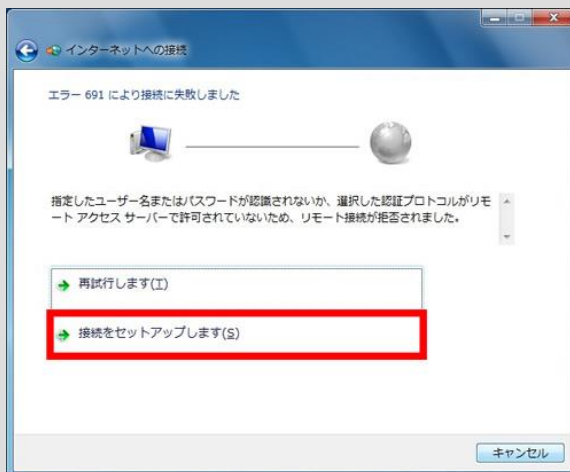 インターネットへの接続
エラー 691 により接続に失敗しました
指定したユーザー名またはパスワードが認識されないか、選択した認証プロトコルがリモ
ート アクセス サーバーで許可されていないため、リモート接続が拒否されました。
再試行します(I)
接続をセットアップします(S)
キャンセル